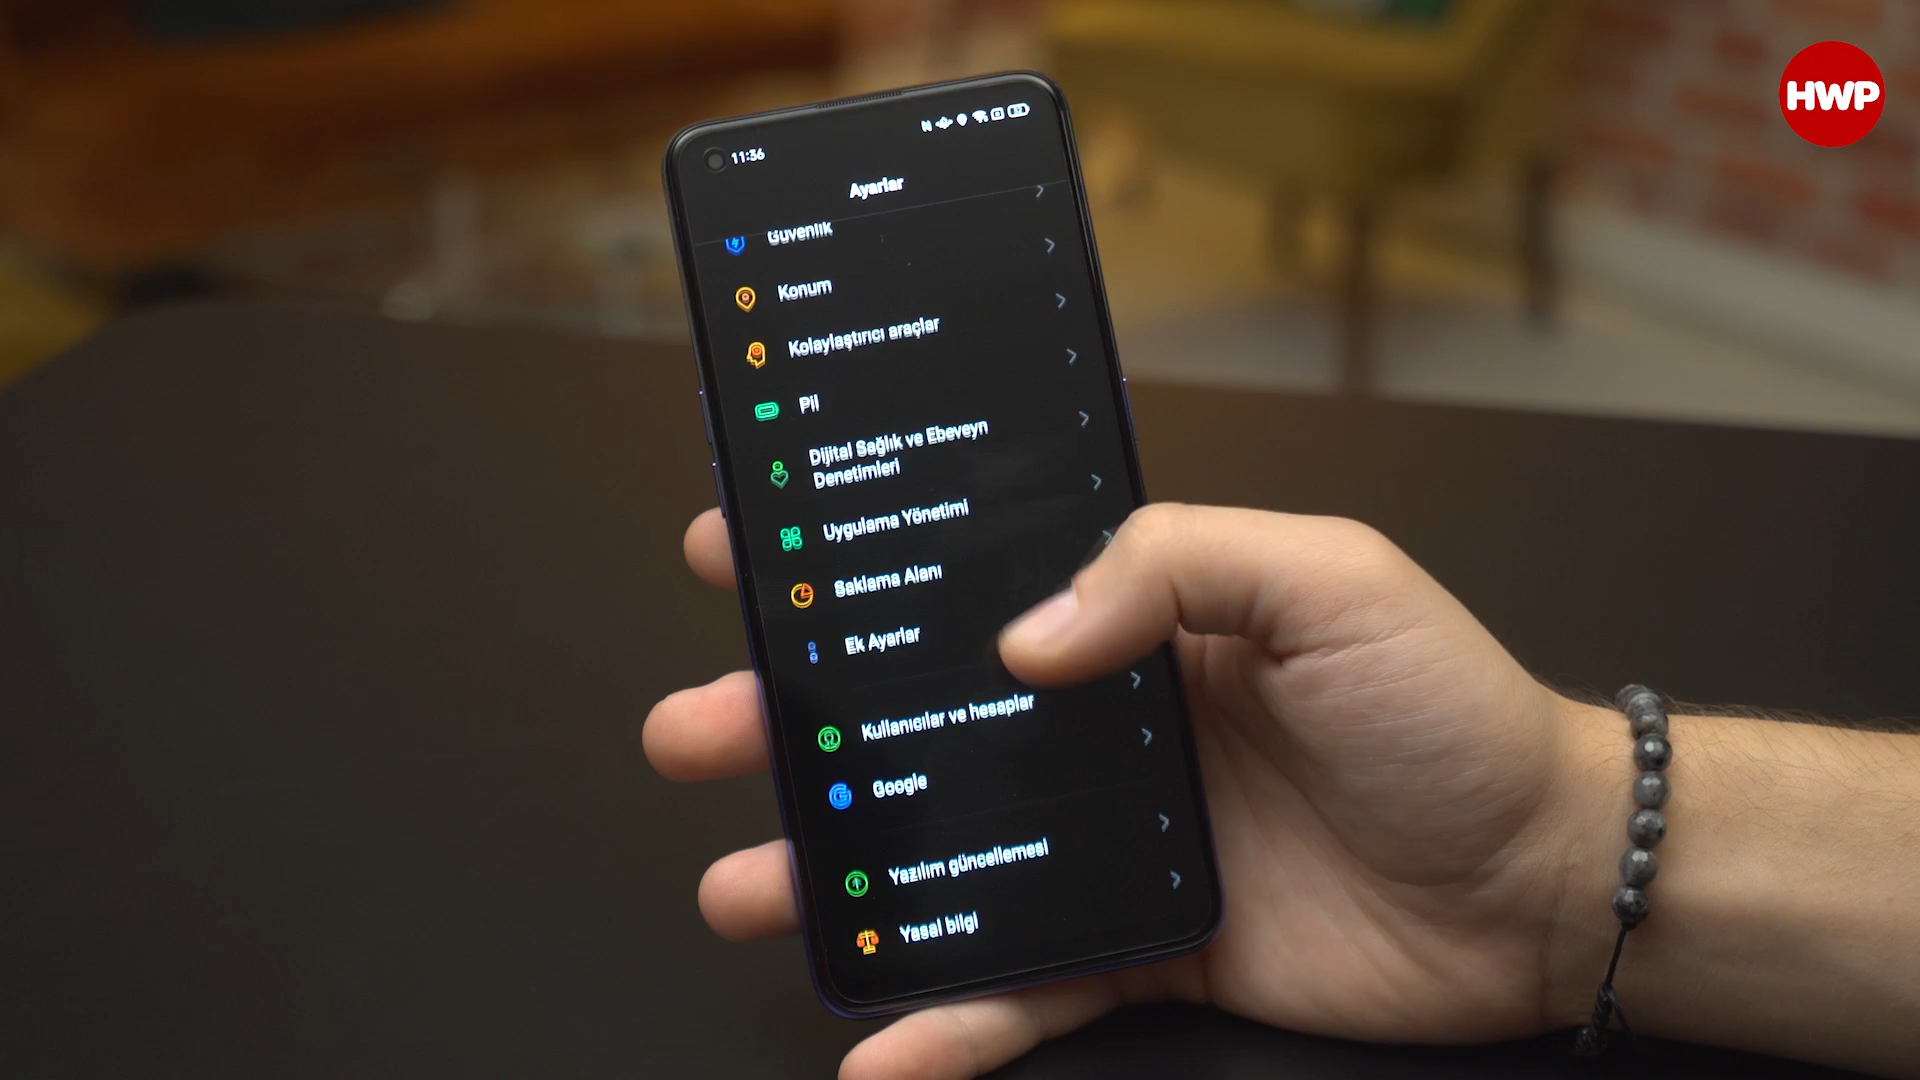 HWP
11:36
Ayarlar
Güvenlik
Konum
Kolaylaştırıcı araçlar
Pil
Dijital Sağlık ve Ebeveyn
Denetimleri
Uygulama Yönetimi
Saklama Alanı
Ek Ayarlar
Kullanıcılar ve hesaplar
Google
Yazılım güncellemesi
Yasal bilgi